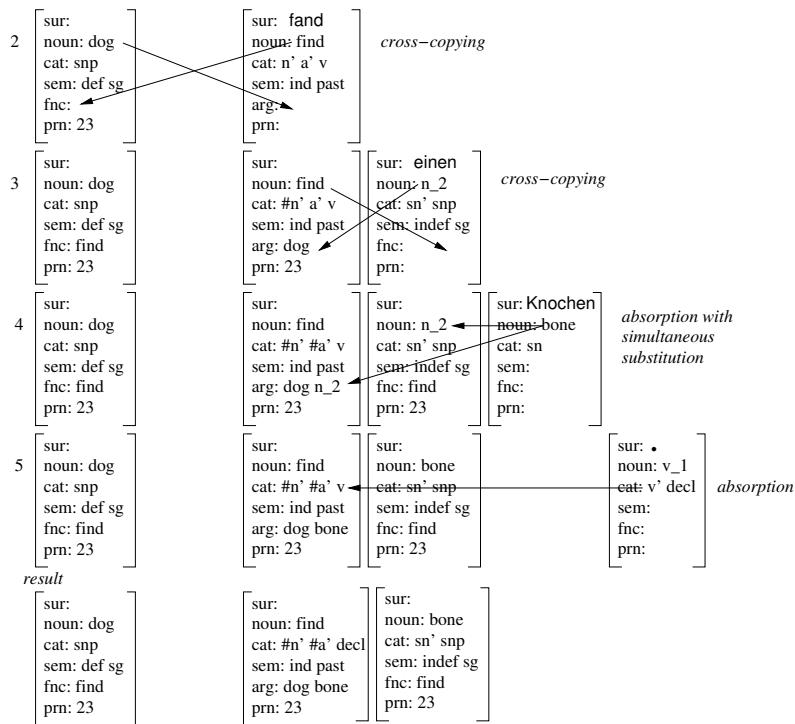 sur:
noun: dog
cat: snp
sem: def sg
fnc:
prn: 23
2
sur: fand
noun: find
cat: n' a' v
sem: ind past
arg:
prn:
cross−copying
3
sur:
noun: dog
cat: snp
sem: def sg
fnc: find
prn: 23
sur:
noun: find
cat: #n' a' v
sem: ind past
arg: dog
prn: 23
sur: einen
noun: n_2
cat: sn' snp
sem: indef sg
fnc:
prn:
cross−copying
4
sur:
noun: dog
cat: snp
sem: def sg
fnc: find
prn: 23
sur:
noun: find
cat: #n' #a' v
sem: ind past
arg: dog n_2
prn: 23
sur:
noun: n_2
cat: sn' snp
sem: indef sg
fnc: find
prn: 23
sur: Knochen
noun: bone
cat: sn
sem:
fnc:
prn:
absorption with
simultaneous
substitution
5
sur:
noun: dog
cat: snp
sem: def sg
fnc: find
prn: 23
sur:
noun: find
cat: #n' #a' v
sem: ind past
arg: dog bone
prn: 23
sur:
noun: bone
cat: sn' snp
sem: indef sg
fnc: find
prn: 23
sur: .
noun: v_1
cat: v' decl
sem:
fnc:
prn:
absorption
result
sur:
noun: dog
cat: snp
sem: def sg
fnc: find
prn: 23
sur:
noun: find
cat: #n' #a' decl
sem: ind past
arg: dog bone
prn: 23
sur:
noun: bone
cat: sn' snp
sem: indef sg
fnc: find
prn: 23